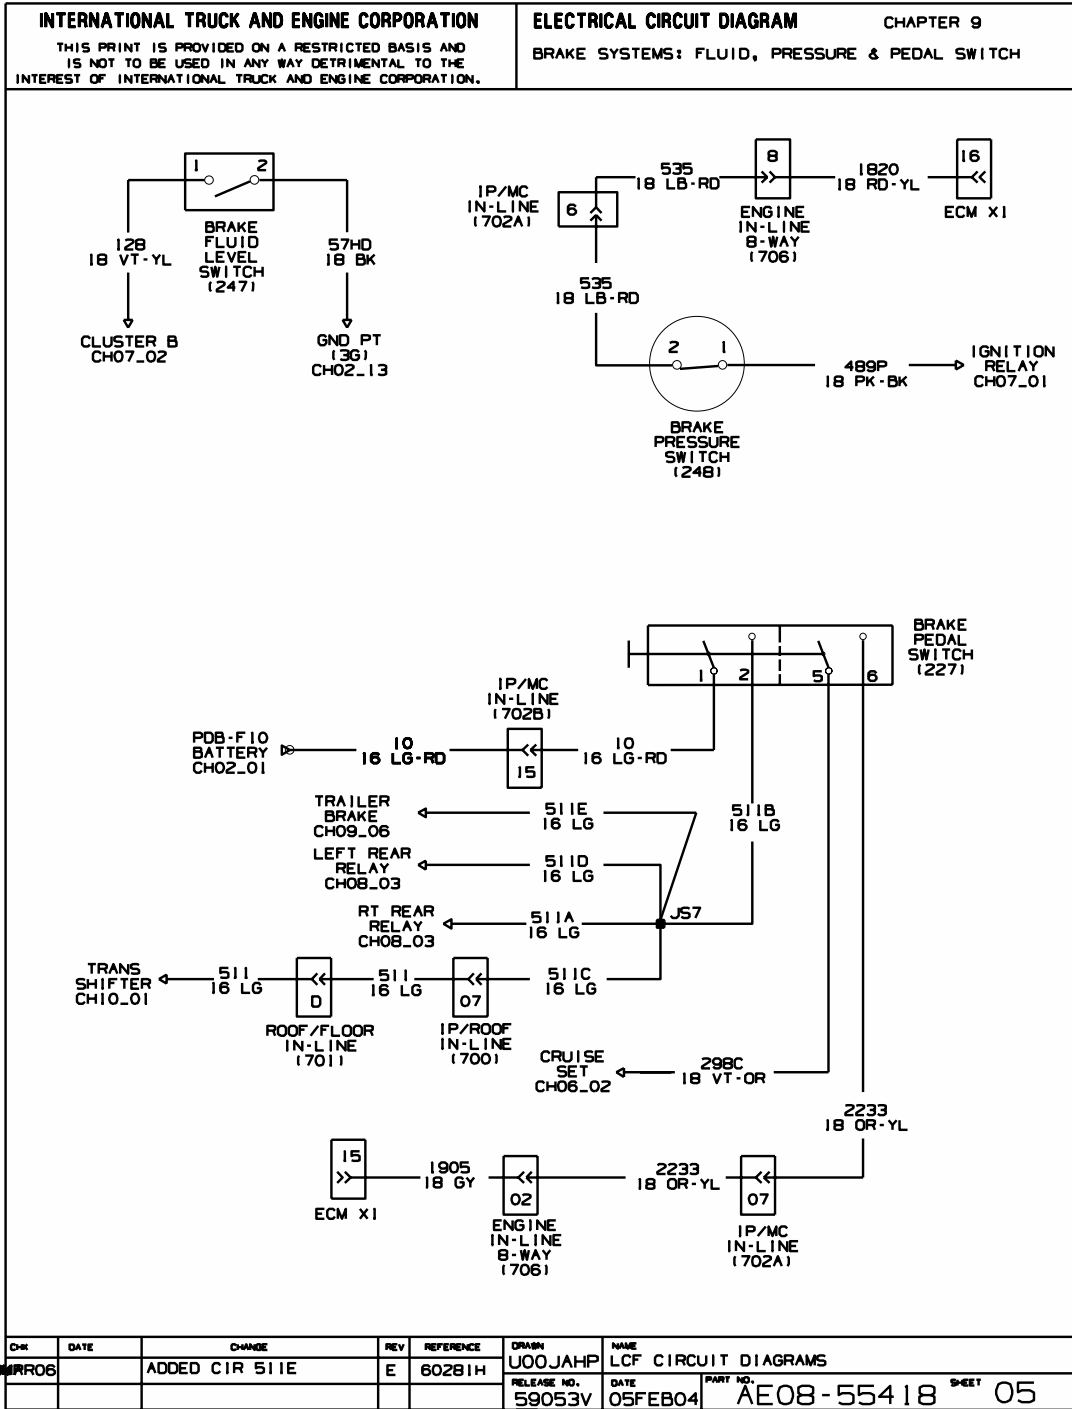 INTERNATIONAL TRUCK AND ENGINE CORPORATION
THIS PRINT IS PROVIDED ON A RESTRICTED BASIS AND
IS NOT TO BE USED IN ANY WAY DETRIMENTAL TO THE
INTEREST OF INTERNATIONAL TRUCK AND ENGINE CORPORATION.
ELECTRICAL CIRCUIT DIAGRAM CHAPTER 9
BRAKE SYSTEMS: FLUID, PRESSURE & PEDAL SWITCH
1 2
BRAKE
FLUID
LEVEL
SWITCH
(247)
128
18 VT-YL
57HD
18 BK
CLUSTER B
CH07_02
GND PT
(3G)
CH02_13
IP/MC
IN-LINE
(702A)
6
535
18 LB-RD
8
ENGINE
IN-LINE
8-WAY
(706)
1820
18 RD-YL
16
ECM X1
535
18 LB-RD
2 1
BRAKE
PRESSURE
SWITCH
(248)
489P
18 PK-BK
IGNITION
RELAY
CH07_01
BRAKE
PEDAL
SWITCH
(227)
1 2 5 6
IP/MC
IN-LINE
(702B)
15
PDB-F10
BATTERY
CH02_01
10
16 LG-RD
10
16 LG-RD
TRAILER
BRAKE
CH09_06
511E
16 LG
511B
16 LG
LEFT REAR
RELAY
CH08_03
511D
16 LG
RT REAR
RELAY
CH08_03
511A
16 LG
JS7
TRANS
SHIFTER
CH10_01
511
16 LG
D
ROOF/FLOOR
IN-LINE
(701)
511
16 LG
07
IP/ROOF
IN-LINE
(700)
511C
16 LG
CRUISE
SET
CH06_02
298C
18 VT-OR
2233
18 OR-YL
15
ECM X1
1905
18 GY
02
ENGINE
IN-LINE
8-WAY
(706)
2233
18 OR-YL
07
IP/MC
IN-LINE
(702A)
CHK DATE CHANGE REV REFERENCE
RR06 ADDED CIR 511E E 60281H
DRAWN
U00JAHP
NAME
LCF CIRCUIT DIAGRAMS
RELEASE NO.
59053V
DATE
05FEB04
PART NO.
AE08-55418
SHEET 05